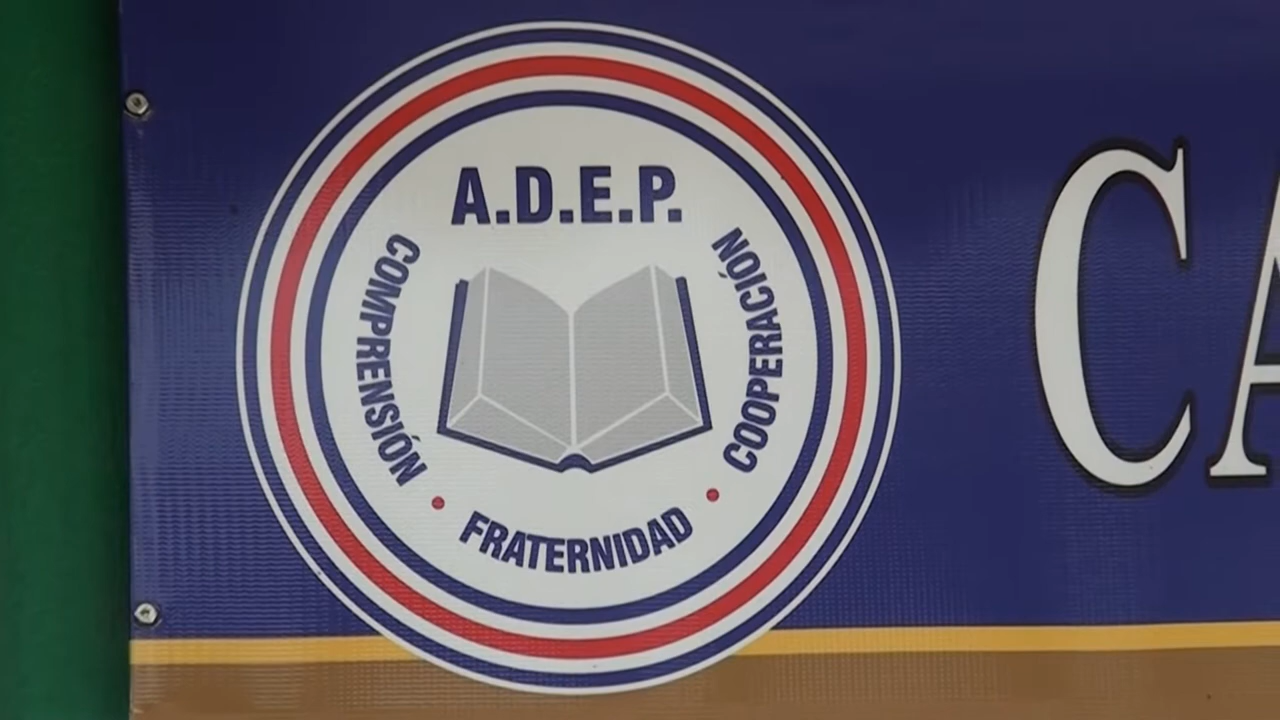 A.D.E.P.
COMPRENSIÓN • FRATERNIDAD • COOPERACIÓN
CA